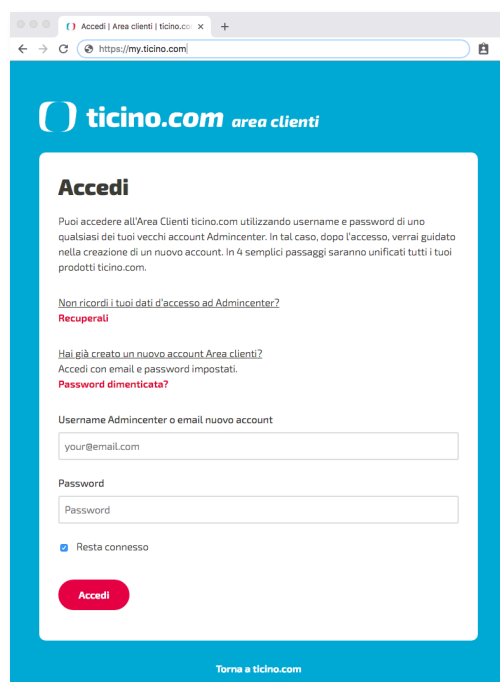 Accedi | Area clienti | ticino.co
https://my.ticino.com
ticino.com area clienti
Accedi
Puoi accedere all'Area Clienti ticino.com utilizzando username e password di uno
qualsiasi dei tuoi vecchi account Admincenter. In tal caso, dopo l'accesso, verrai guidato
nella creazione di un nuovo account. In 4 semplici passaggi saranno unificati tutti i tuoi
prodotti ticino.com.
Non ricordi i tuoi dati d'accesso ad Admincenter?
Recuperali
Hai già creato un nuovo account Area clienti?
Accedi con email e password impostati.
Password dimenticata?
Username Admincenter o email nuovo account
your@email.com
Password
Password
Resta connesso
Accedi
Torna a ticino.com